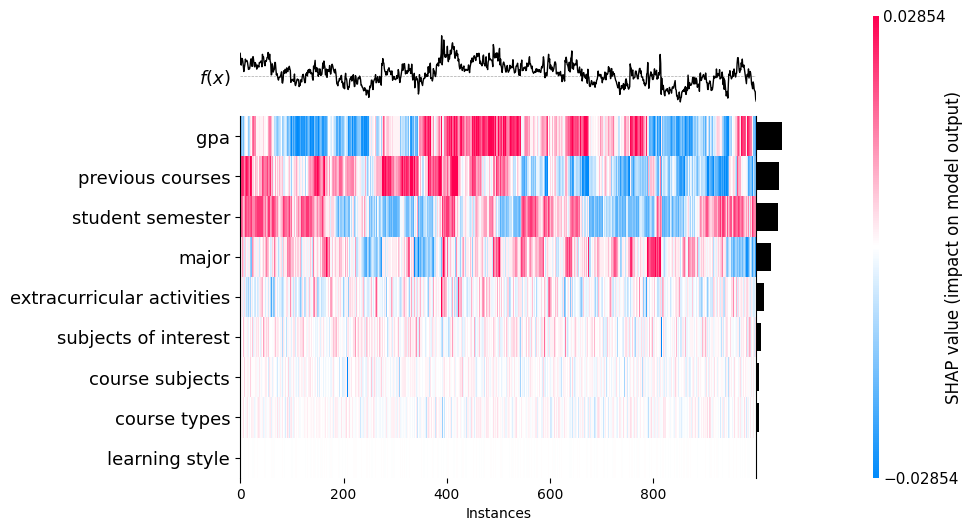 0.02854
f(x)
gpa
previous courses
student semester
major
extracurricular activities
subjects of interest
course subjects
course types
learning style
0 200 400 600 800
Instances
−0.02854
SHAP value (impact on model output)